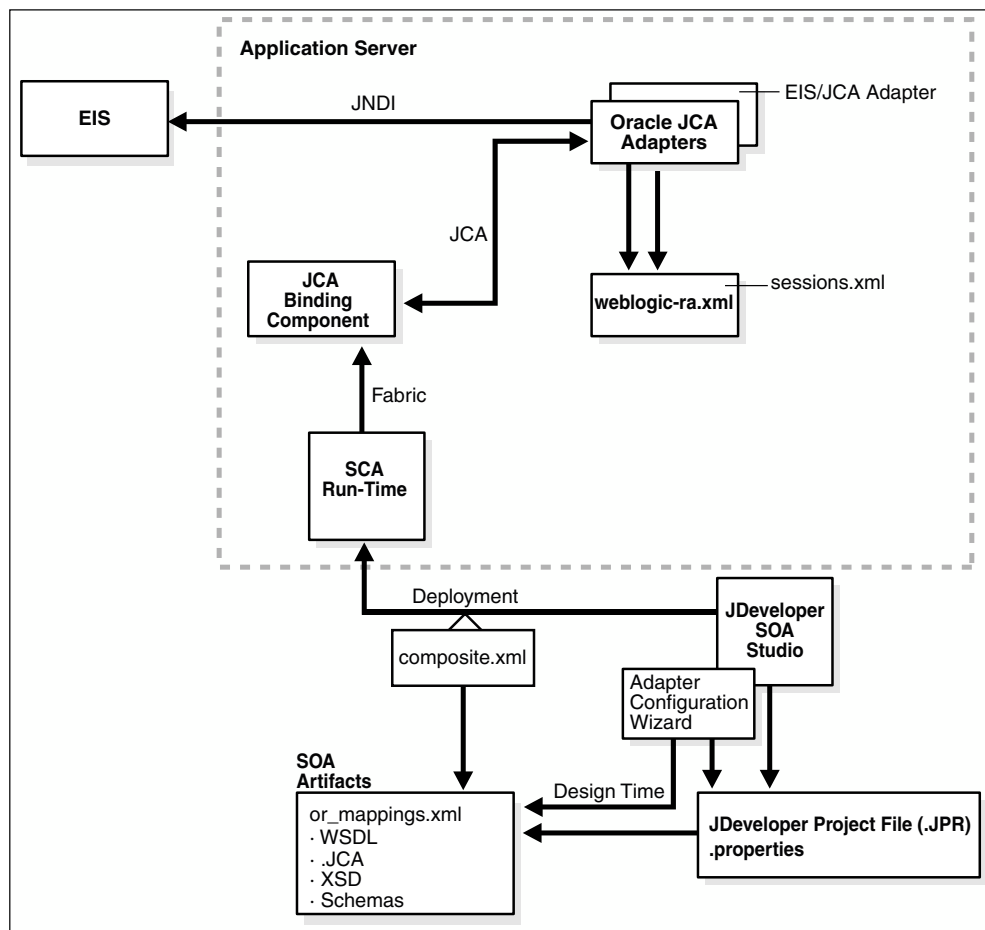 Application Server
EIS/JCA Adapter
JNDI
EIS
Oracle JCA
Adapters
JCA
JCA
Binding
Component
sessions.xml
weblogic-ra.xml
Fabric
SCA
Run-Time
Deployment
JDeveloper
SOA
Studio
composite.xml
Adapter
Configuration
Wizard
SOA
Artifacts
Design Time
or_mappings.xml
· WSDL
· .JCA
· XSD
· Schemas
JDeveloper Project File (.JPR)
.properties